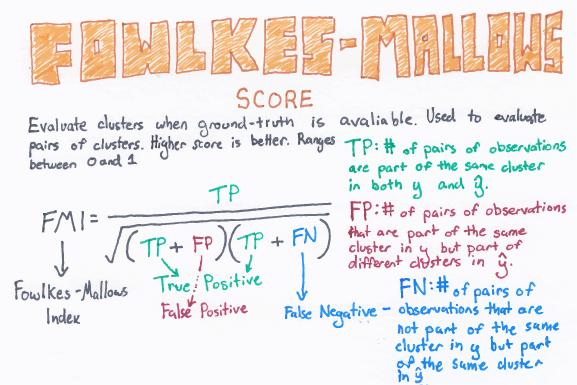 FOWLKES-MALLOWS
SCORE
Evaluate clusters when ground-truth is avaliable. Used to evaluate
pairs of clusters. Higher score is better. Ranges
between 0 and 1
TP: # of pairs of observations
are part of the same cluster
in both y and ŷ.
FMI = TP / √(TP + FP)(TP + FN)
True Positive
False Positive
Fowlkes-Mallows
Index
False Negative -
FP: # of pairs of observations
that are part of the same
cluster in y but part of
different clusters in ŷ.
FN: # of pairs of
observations that are
not part of the same
cluster in y but part
of the same cluster
in ŷ